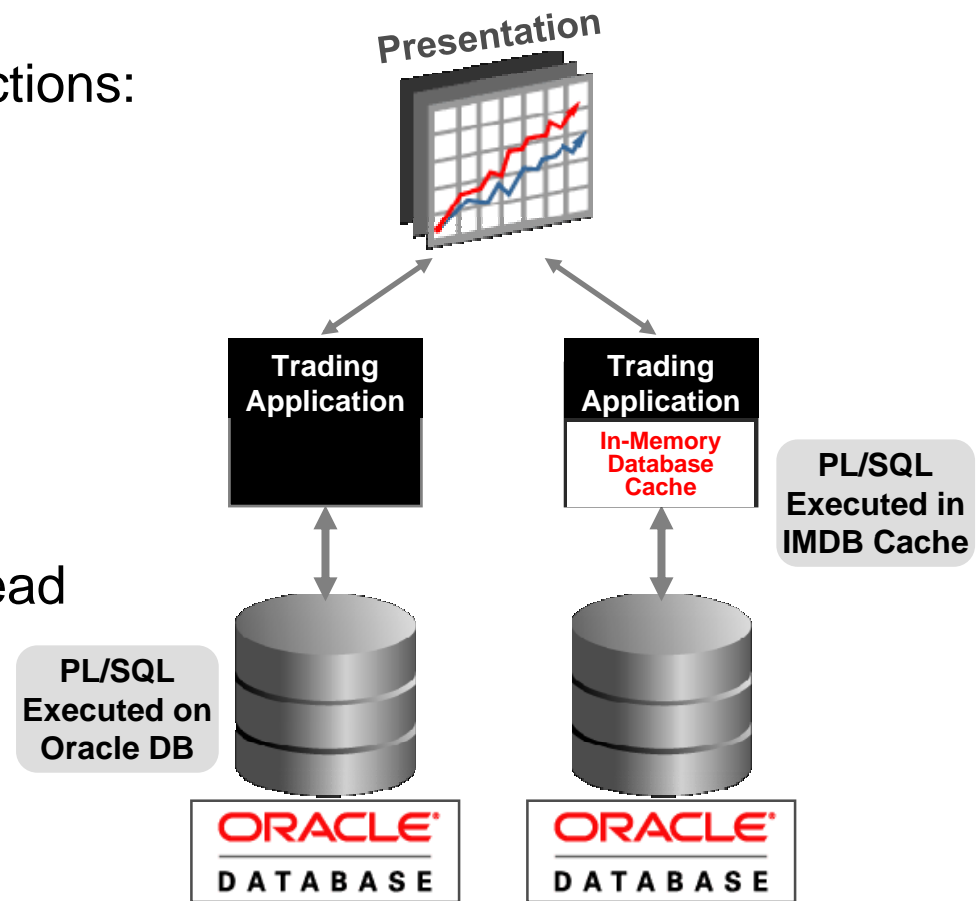 Presentation
ctions:
Trading
Application
Trading
Application
In-Memory
Database
Cache
PL/SQL
Executed in
IMDB Cache
ead
PL/SQL
Executed on
Oracle DB
ORACLE®
DATABASE
ORACLE®
DATABASE